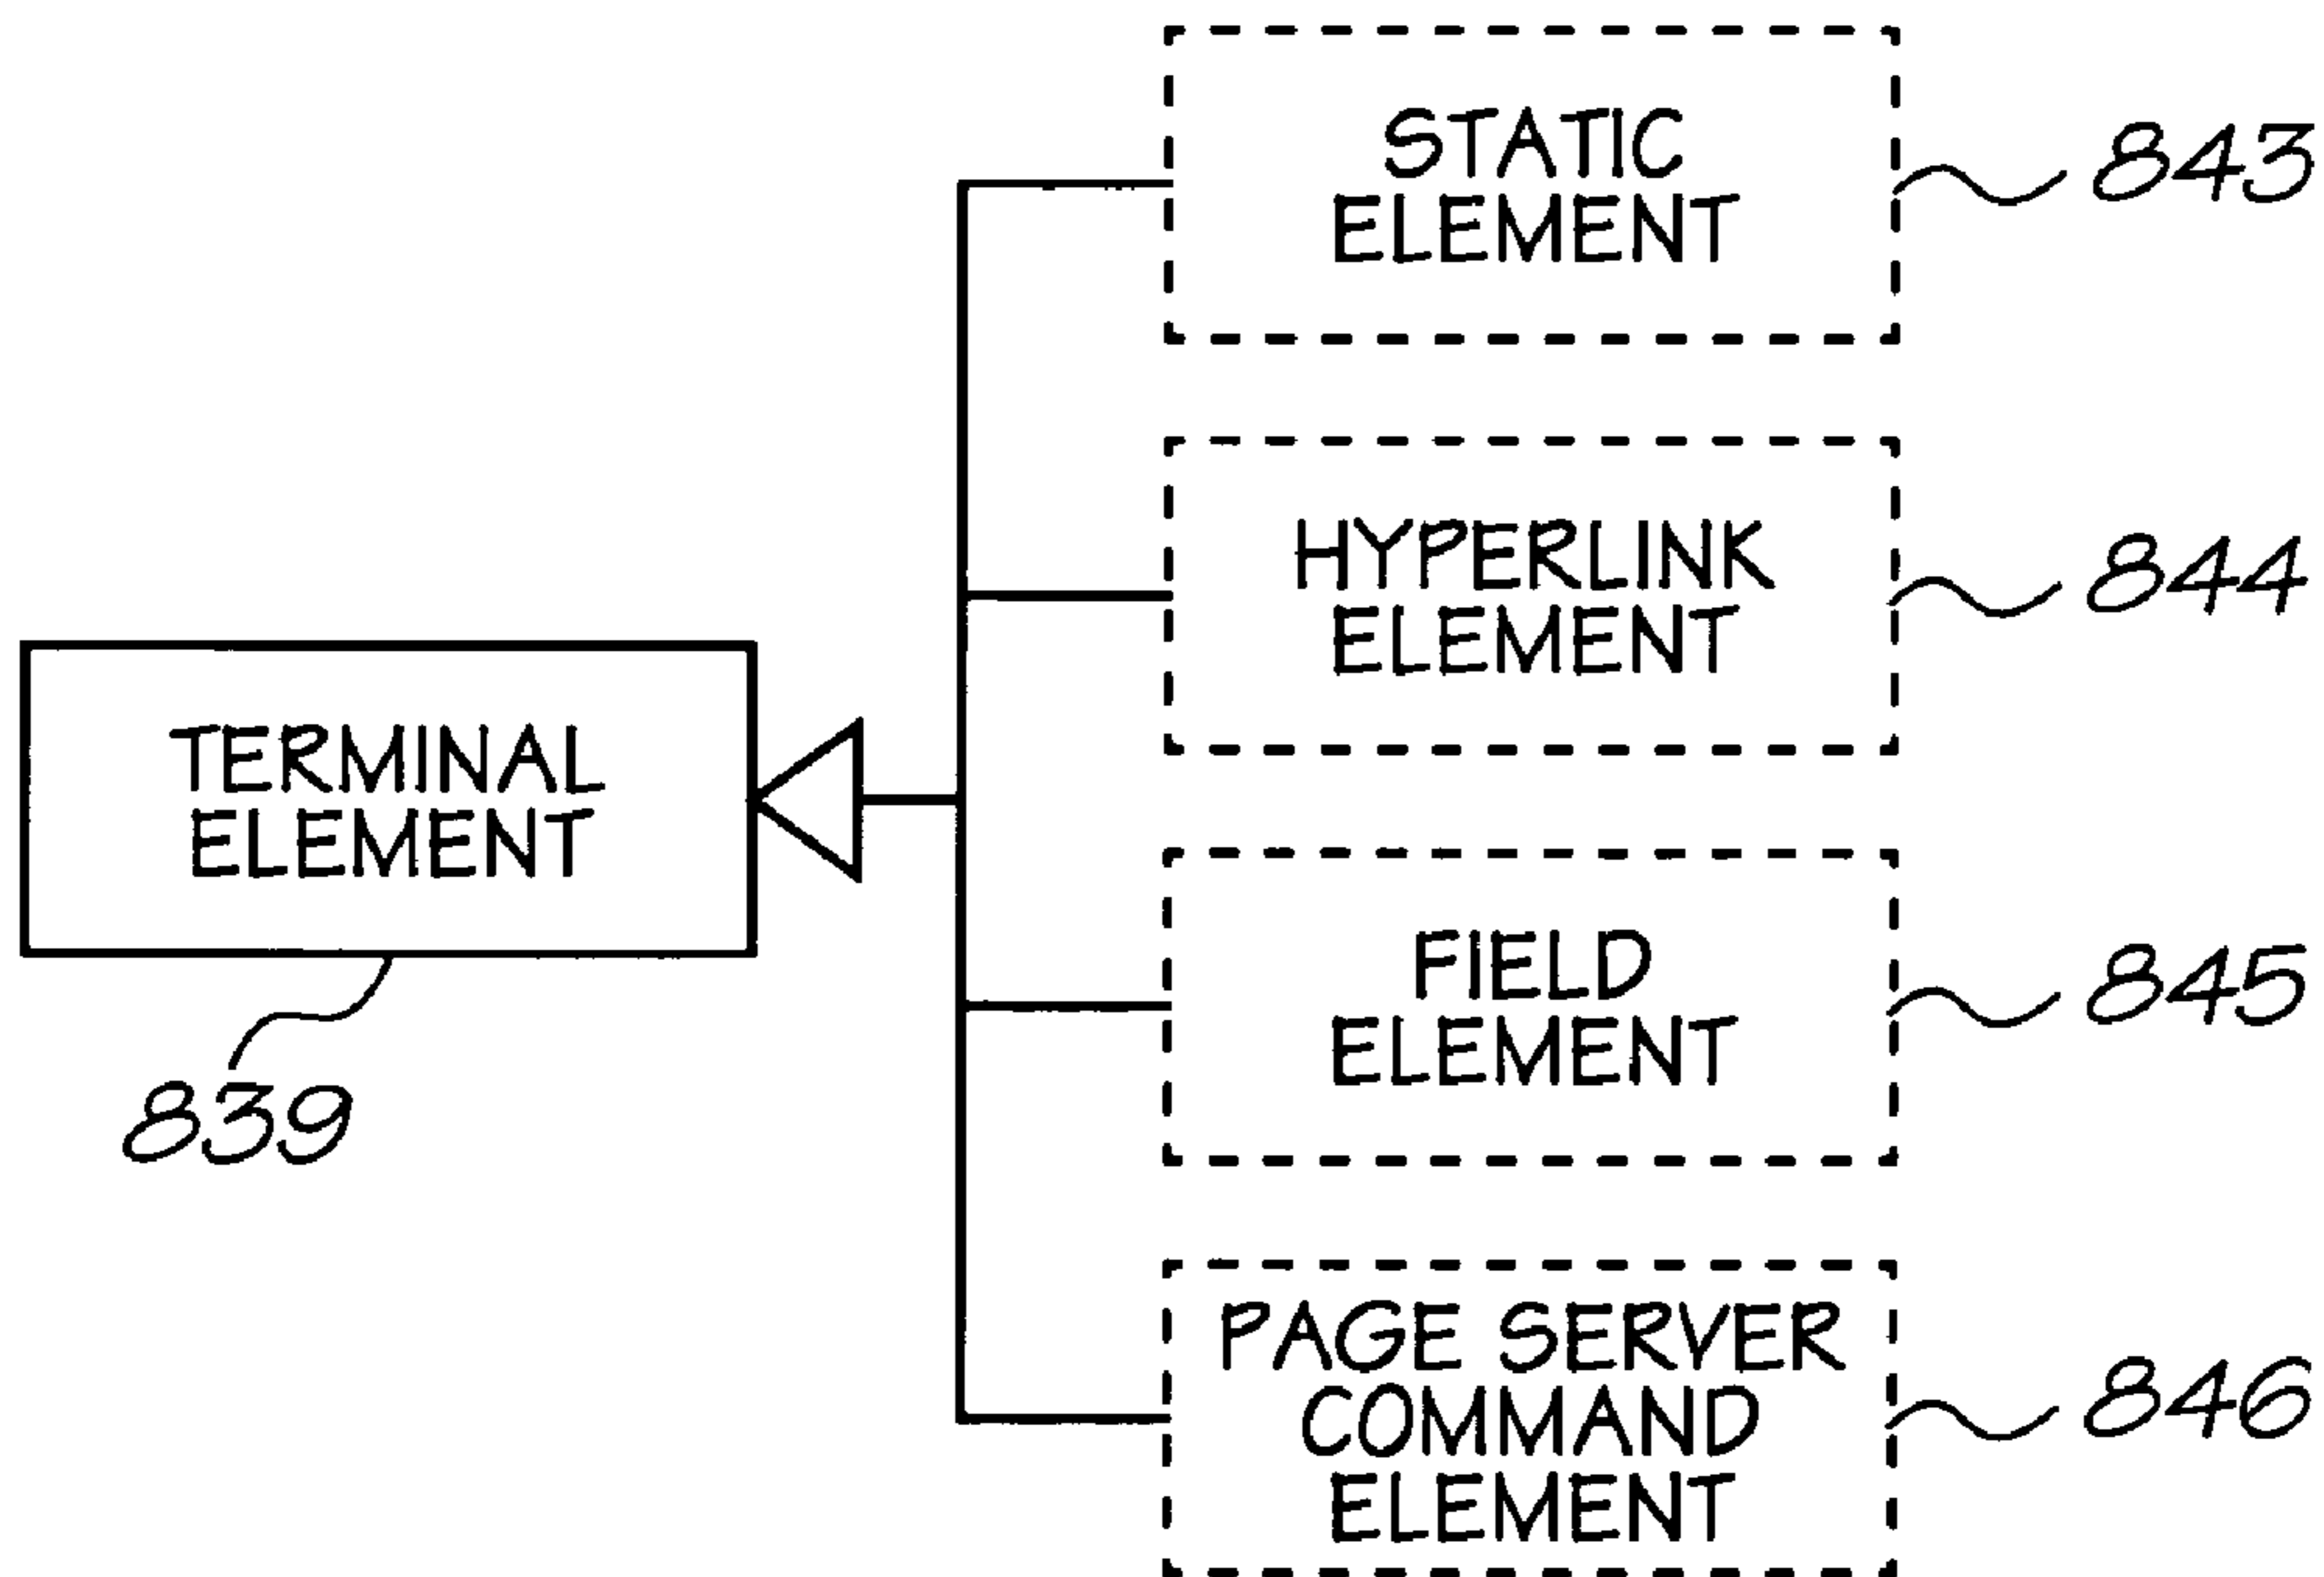 STATIC
ELEMENT
843
HYPERLINK
ELEMENT
844
TERMINAL
ELEMENT
839
FIELD
ELEMENT
845
PAGE SERVER
COMMAND
ELEMENT
846